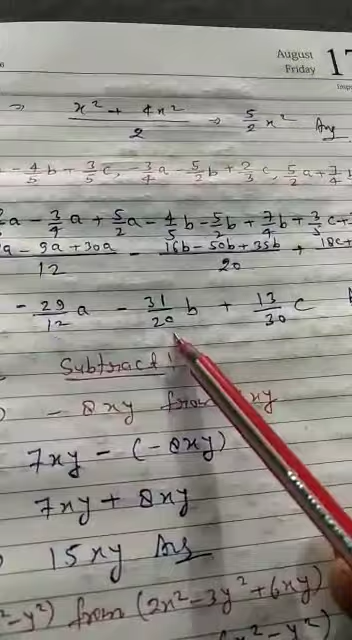 August 17
Friday
⇒ x² + 4x² / 2 → 5/2 x² Ans
- 4/5 b + 3/5 c, -3/4 a - 5/2 b + 2/3 c, 5/2 a + 7/4
a - 3/4 a + 5/2 a - 4/5 b - 5/2 b + 7/4 b + 3/5 c +
a - 9a + 30a / 12 - 16b - 50b + 35b / 20 + 18c +
- 29/12 a - 31/20 b + 13/30 c
Subtract
- 8xy from xy
7xy - (-8xy)
7xy + 8xy
15xy Ans
²-y²) from (2x² - 3y² + 6xy)